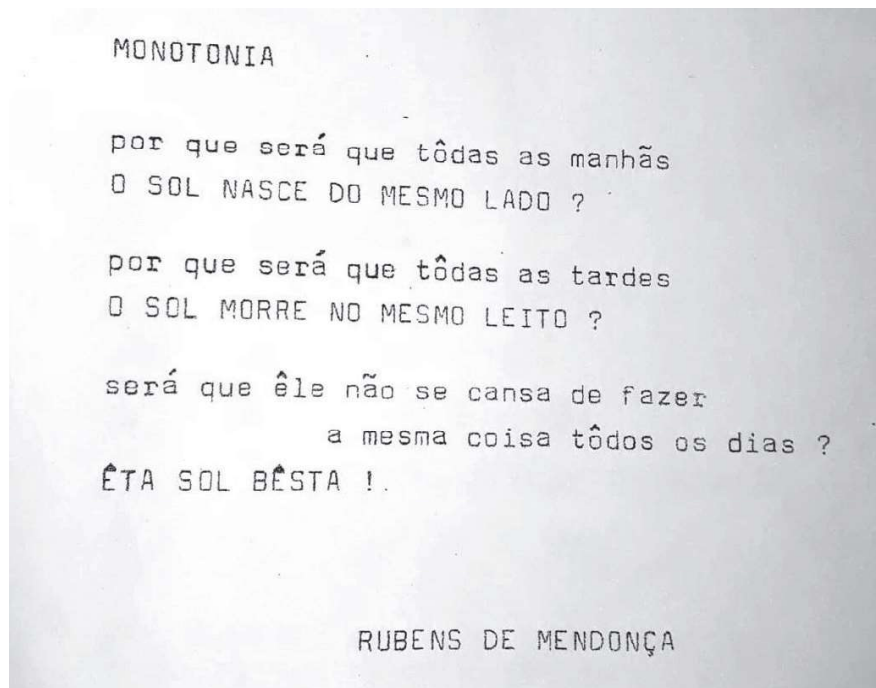 MONOTONIA
por que será que tôdas as manhãs
O SOL NASCE DO MESMO LADO ?
por que será que tôdas as tardes
O SOL MORRE NO MESMO LEITO ?
será que êle não se cansa de fazer
a mesma coisa tôdos os dias ?
ÊTA SOL BÊSTA !.
RUBENS DE MENDONÇA